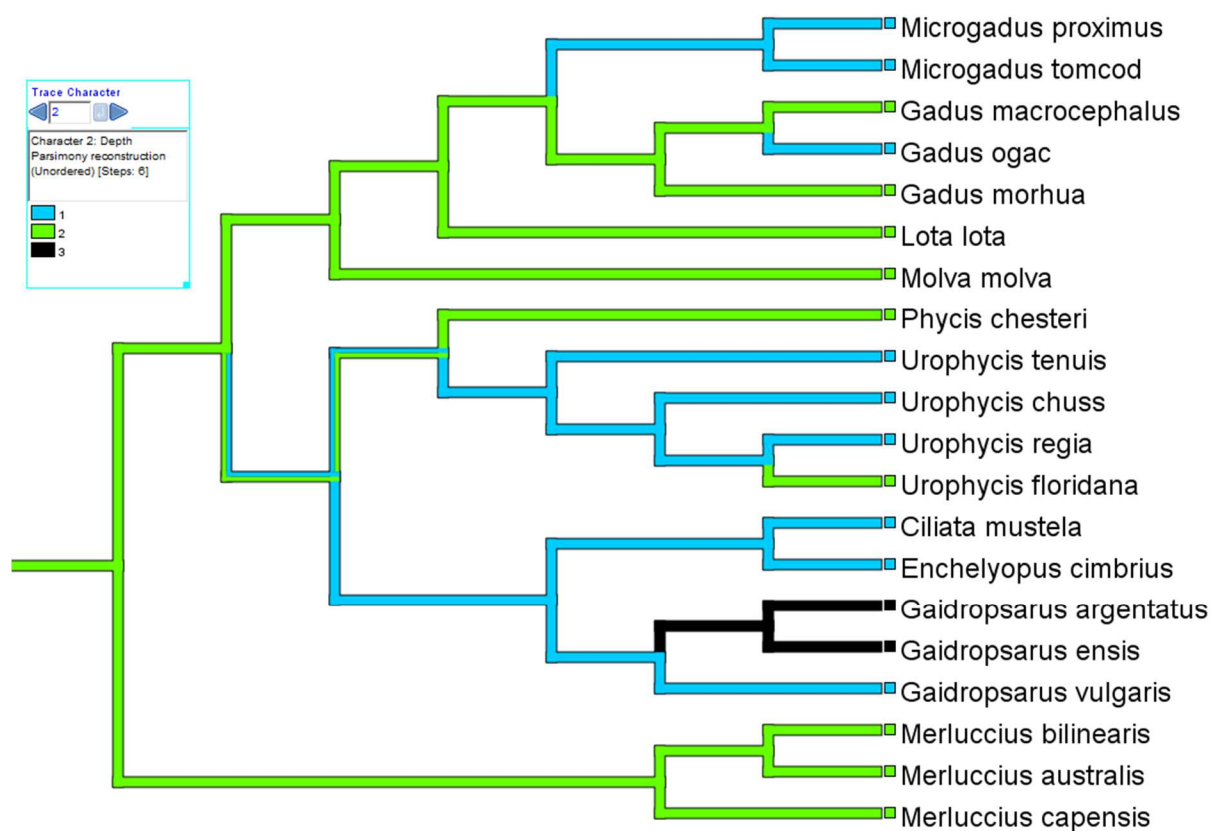 Trace Character
2
Character 2: Depth
Parsimony reconstruction
(Unordered) [Steps: 6]
1
2
3
Microgadus proximus
Microgadus tomcod
Gadus macrocephalus
Gadus ogac
Gadus morhua
Lota lota
Molva molva
Phycis chesteri
Urophycis tenuis
Urophycis chuss
Urophycis regia
Urophycis floridana
Ciliata mustela
Enchelyopus cimbrius
Gaidropsarus argentatus
Gaidropsarus ensis
Gaidropsarus vulgaris
Merluccius bilinearis
Merluccius australis
Merluccius capensis